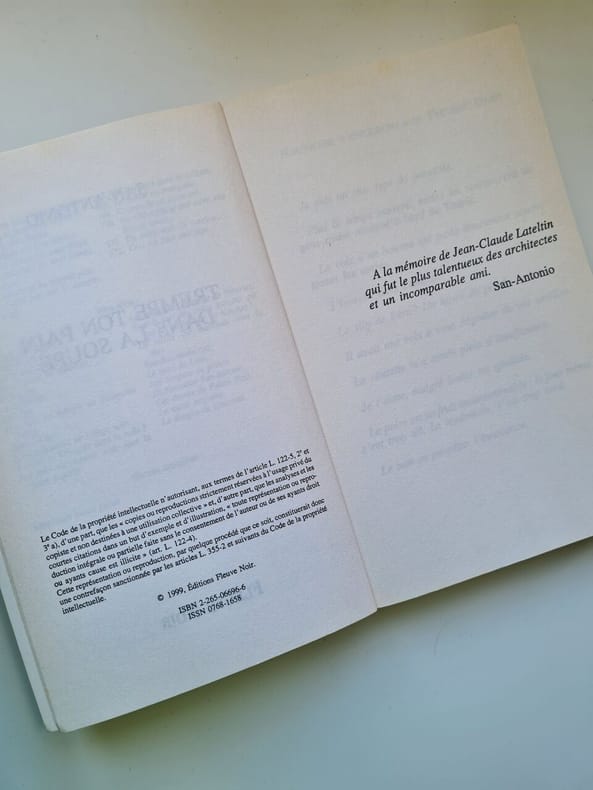 Le Code de la propriété intellectuelle n'autorisant, aux termes de l'article L. 122-5, 2° et
3° a), d'une part, que les « copies ou reproductions strictement réservées à l'usage privé du
copiste et non destinées à une utilisation collective » et, d'autre part, que les analyses et les
courtes citations dans un but d'exemple et d'illustration, « toute représentation ou repro-
duction intégrale ou partielle faite sans le consentement de l'auteur ou de ses ayants droit
ou ayants cause est illicite » (art. L. 122-4).
Cette représentation ou reproduction, par quelque procédé que ce soit, constituerait donc
une contrefaçon sanctionnée par les articles L. 355-2 et suivants du Code de la propriété
intellectuelle.
© 1999, Éditions Fleuve Noir.
ISBN 2-265-06696-6
ISSN 0768-1658
A la mémoire de Jean-Claude Lateltin
qui fut le plus talentueux des architectes
et un incomparable ami.
San-Antonio